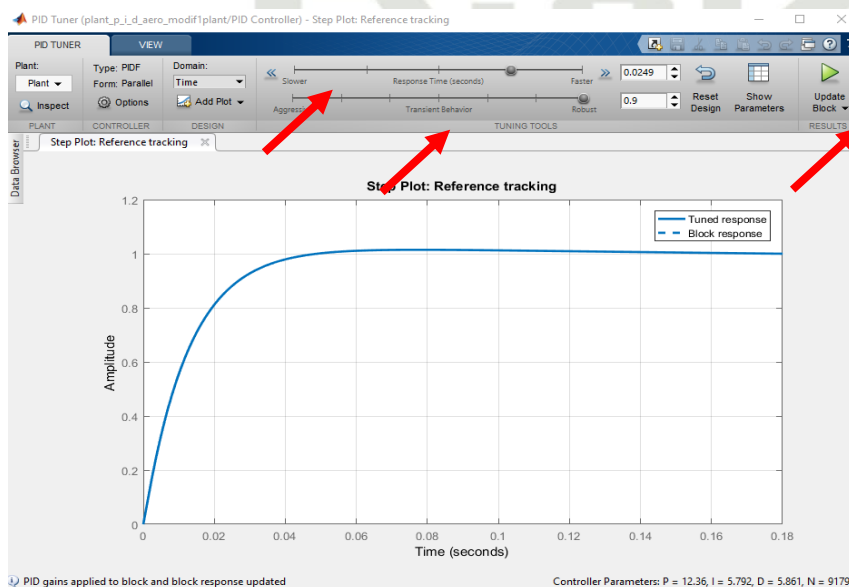 PID Tuner (plant_p_i_d_aero_modif1plant/PID Controller) - Step Plot: Reference tracking
PID TUNER VIEW
Plant: Type: PIDF Domain:
Plant Form: Parallel Time
Slower Response Time (seconds) Faster 0.0249
Inspect Options Add Plot
Transient Behavior Robust 0.9
Reset Design
Show Parameters
Update Block
PLANT CONTROLLER DESIGN TUNING TOOLS RESULTS
Data Browser
Step Plot: Reference tracking
Step Plot: Reference tracking
Tuned response
Block response
1.2
1
0.8
0.6
0.4
0.2
0
Amplitude
0 0.02 0.04 0.06 0.08 0.1 0.12 0.14 0.16 0.18
Time (seconds)
PID gains applied to block and block response updated
Controller Parameters: P = 12.36, I = 5.792, D = 5.861, N = 9179